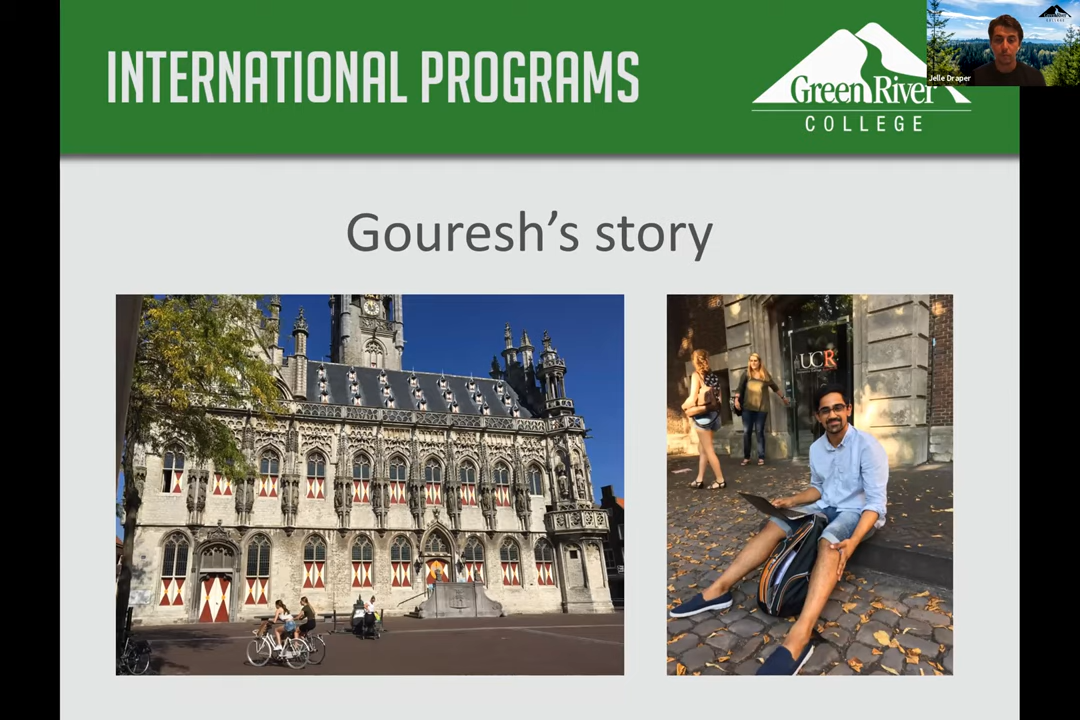 INTERNATIONAL PROGRAMS
Green River
COLLEGE
Jelle Draper
Gouresh's story
UCR